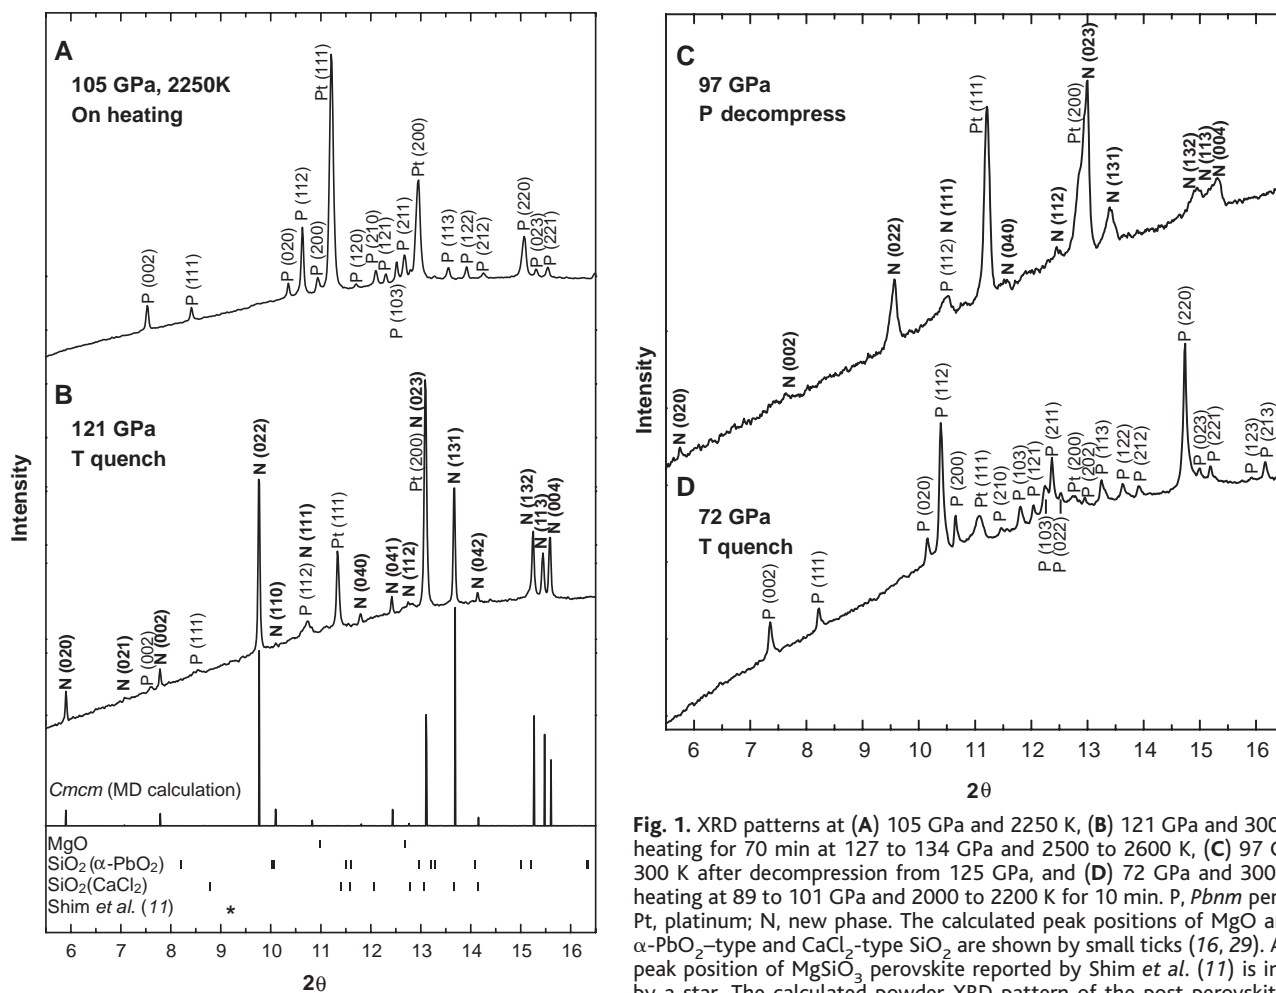 A
105 GPa, 2250K
On heating
P (002)
P (111)
P (020)
P (112)
P (200)
Pt (111)
P (120)
P (210)
P (121)
P (103)
P (211)
Pt (200)
P (113)
P (122)
P (212)
P (220)
P (023)
P (221)
B
121 GPa
T quench
N (020)
N (021)
P (002)
N (002)
P (111)
N (022)
N (110)
P (112) N (111)
Pt (111)
N (040)
N (041)
N (112)
Pt (200) N (023)
N (131)
N (042)
N (132)
N (113)
N (004)
Cmcm (MD calculation)
MgO
SiO2 (α-PbO2)
SiO2(CaCl2)
Shim et al. (11) *
6 7 8 9 10 11 12 13 14 15 16
2θ
Intensity
C
97 GPa
P decompress
N (020)
N (002)
N (022)
P (112) N (111)
Pt (111)
N (040)
N (112)
Pt (200)
N (023)
N (131)
N (132)
N (113)
N (004)
D
72 GPa
T quench
P (002)
P (111)
P (020)
P (112)
P (200)
Pt (111)
P (210)
P (103)
P (121)
P (103)
P (211)
P (022)
Pt (200)
P (202)
P (113)
P (122)
P (212)
P (220)
P (023)
P (221)
P (123)
P (213)
Intensity
6 7 8 9 10 11 12 13 14 15 16
2θ
Fig. 1. XRD patterns at (A) 105 GPa and 2250 K, (B) 121 GPa and 300
heating for 70 min at 127 to 134 GPa and 2500 to 2600 K, (C) 97 G
300 K after decompression from 125 GPa, and (D) 72 GPa and 300
heating at 89 to 101 GPa and 2000 to 2200 K for 10 min. P, Pbnm per
Pt, platinum; N, new phase. The calculated peak positions of MgO a
α-PbO2–type and CaCl2-type SiO2 are shown by small ticks (16, 29). A
peak position of MgSiO3 perovskite reported by Shim et al. (11) is in
by a star. The calculated powder XRD pattern of the post perovskit